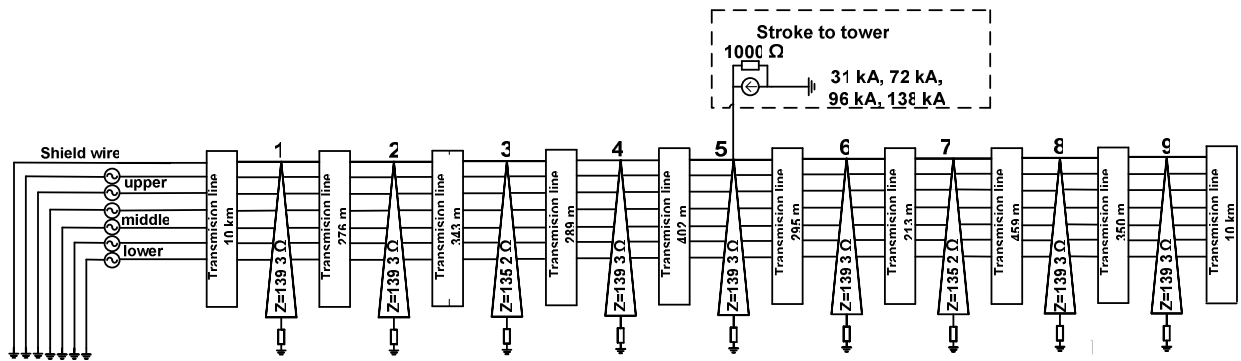 Stroke to tower
1000 Ω
31 kA, 72 kA,
96 kA, 138 kA
Shield wire
upper
middle
lower
1
2
3
4
5
6
7
8
9
Transmision line
10 km
Z=139 3 Ω
Transmision line
276 m
Z=139 3 Ω
Transmision line
343 m
Z=135 2 Ω
Transmision line
289 m
Z=139 3 Ω
Transmision line
402 m
Z=139 3 Ω
Transmision line
295 m
Z=139 3 Ω
Transmision line
213 m
Z=135 2 Ω
Transmision line
459 m
Z=139 3 Ω
Transmision line
350 m
Z=139 3 Ω
Transmision line
10 km